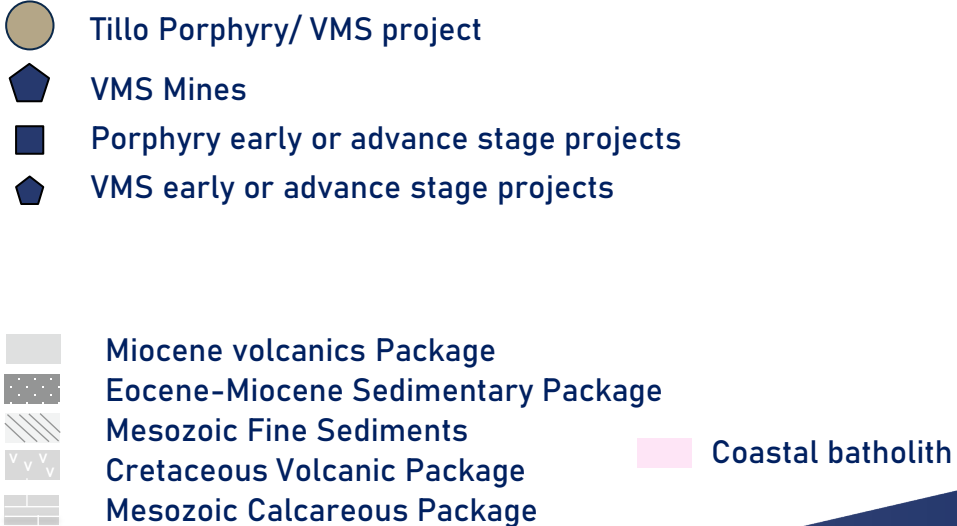 Tillo Porphyry/ VMS project
VMS Mines
Porphyry early or advance stage projects
VMS early or advance stage projects
Miocene volcanics Package
Eocene-Miocene Sedimentary Package
Mesozoic Fine Sediments
Coastal batholith
Cretaceous Volcanic Package
Mesozoic Calcareous Package